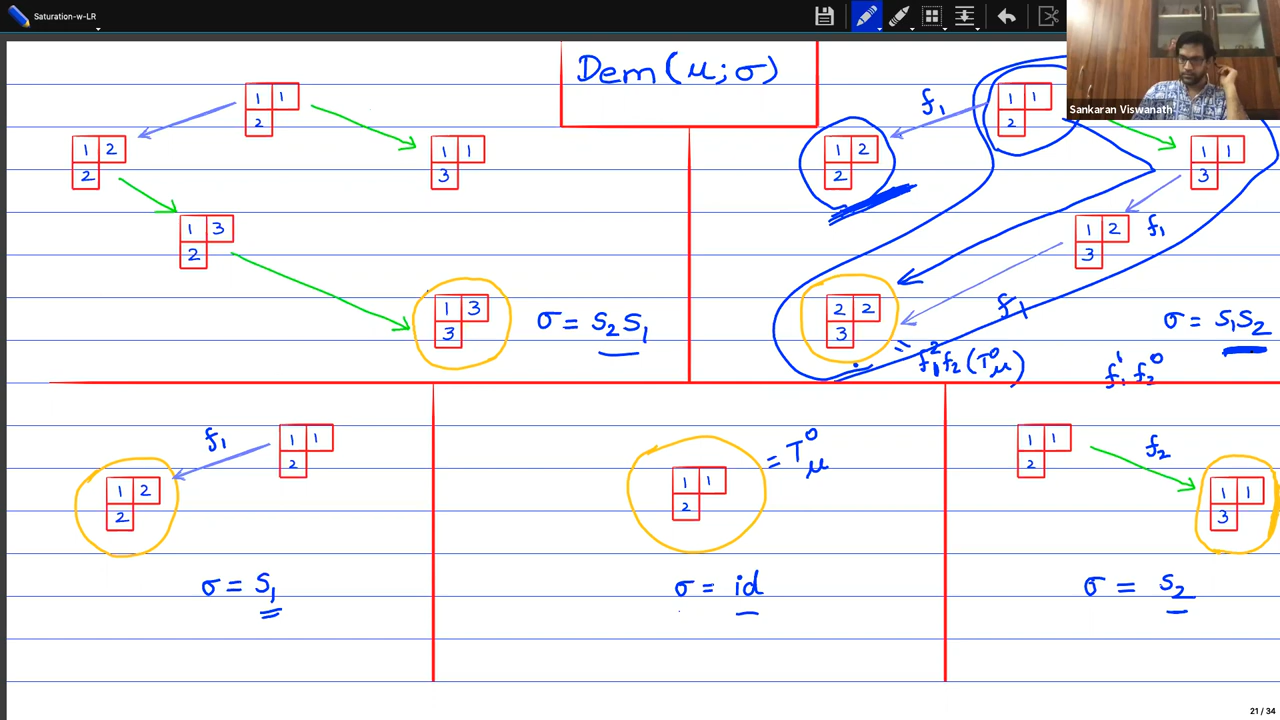 Saturation-w-LR
Sankaran Viswanath
Dem(μ;σ)
1 1
2
1 2
2
1 1
3
1 3
2
1 3
3
σ = s₂s₁
f₁
1 1
2
1 2
2
1 1
3
1 2
3
f₁
f₁
2 2
3
= f₁²f₂(T⁰μ)
σ = s₁s₂
f₁¹ f₂⁰
f₁
1 1
2
1 2
2
σ = s₁
1 1
2
= T⁰μ
σ = id
1 1
2
f₂
1 1
3
σ = s₂
21 / 34